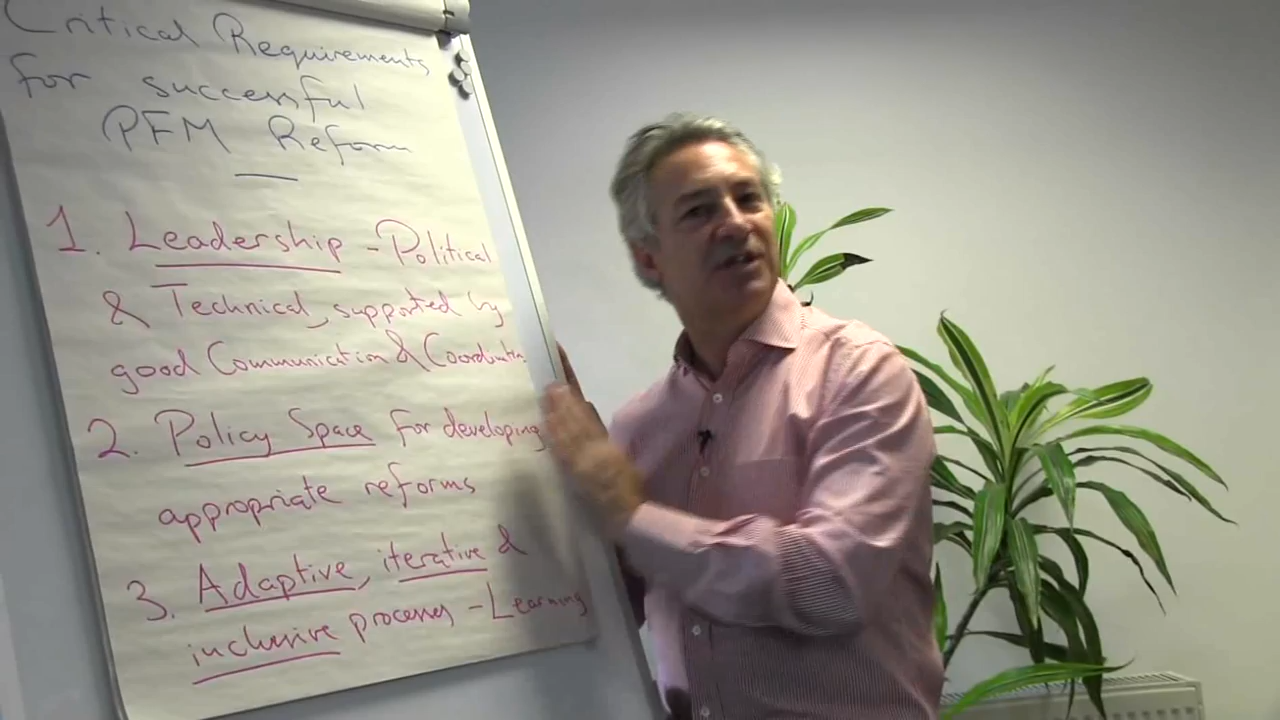 Critical Requirements
for successful
PFM Reform
1. Leadership - Political
& Technical, supported by
good Communication & Coordination
2. Policy Space for developing
appropriate reforms
3. Adaptive, iterative &
inclusive processes - Learning